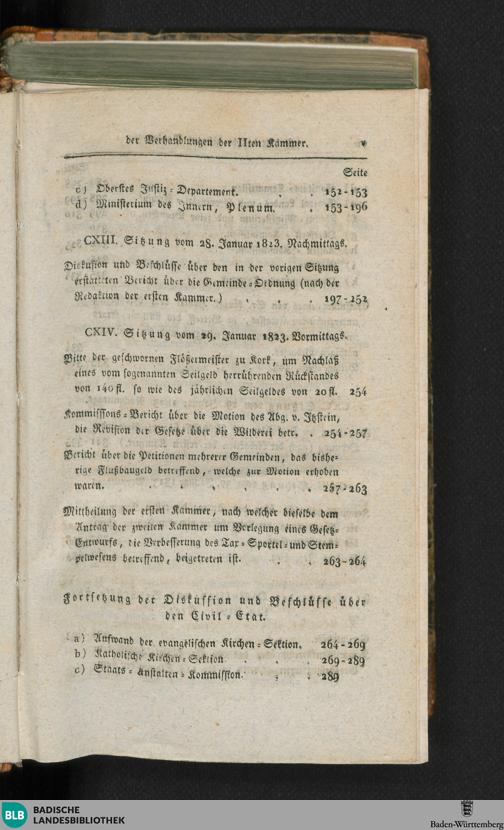 der Verhandlungen der IIten Kammer. v
Seite
c) Oberstes Justiz-Departement. . . 151-153
d) Ministerium des Innern, Plenum. . 153-196
CXIII. Sitzung vom 28. Januar 1823. Nachmittags.
Diskussion und Beschlüsse über den in der vorigen Sitzung
erstatteten Bericht über die Gemeinde-Ordnung (nach der
Redaktion der ersten Kammer.) . . . 197-252
CXIV. Sitzung vom 29. Januar 1823. Vormittags.
Bitte der geschwornen Flößermeister zu Kork, um Nachlaß
eines vom sogenannten Seilgeld herrührenden Rückstandes
von 140 fl. so wie des jährlichen Seilgeldes von 20 fl. 254
Kommissions-Bericht über die Motion des Abg. v. Itzstein,
die Revision der Gesetze über die Wilderei betr. . 254-257
Bericht über die Petitionen mehrerer Gemeinden, das bishe-
rige Flußbaugeld betreffend, welche zur Motion erhoben
waren. . . . . . 257-263
Mittheilung der ersten Kammer, nach welcher dieselbe dem
Antrag der zweiten Kammer um Vorlegung eines Gesetz-
Entwurfs, die Verbesserung des Tax-Sportel-und Stem-
pelwesens betreffend, beigetreten ist. . . 263-264
Fortsetzung der Diskussion und Beschlüsse über
den Civil-Etat.
a) Aufwand der evangelischen Kirchen-Sektion. 264-269
b) Katholische Kirchen-Sektion . . . 269-289
c) Staats-Anstalten-Kommission. . . 289
BLB BADISCHE
LANDESBIBLIOTHEK
Baden-Württemberg